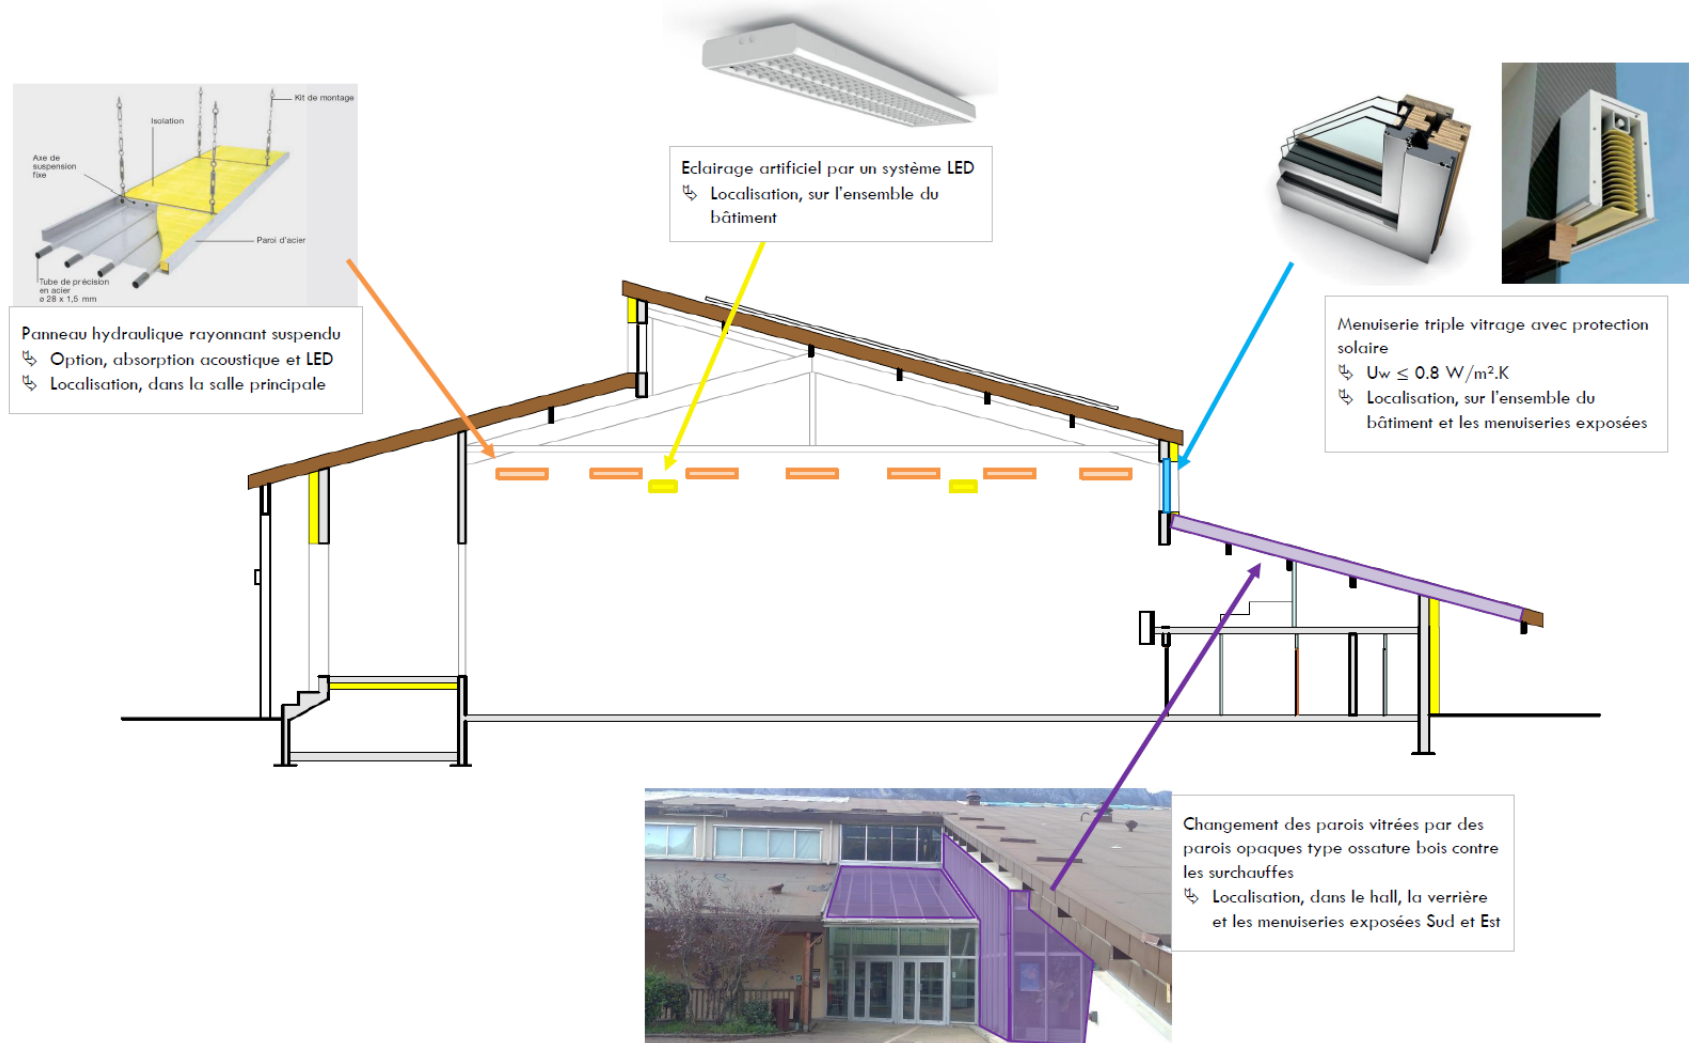 Kit de montage
Isolation
Axe de
suspension
fixe
Paroi d'acier
Tube de précision
en acier
ø 28 x 1,5 mm
Panneau hydraulique rayonnant suspendu
Option, absorption acoustique et LED
Localisation, dans la salle principale
Eclairage artificiel par un système LED
Localisation, sur l'ensemble du
bâtiment
Menuiserie triple vitrage avec protection
solaire
Uw ≤ 0.8 W/m².K
Localisation, sur l'ensemble du
bâtiment et les menuiseries exposées
Changement des parois vitrées par des
parois opaques type ossature bois contre
les surchauffes
Localisation, dans le hall, la verrière
et les menuiseries exposées Sud et Est